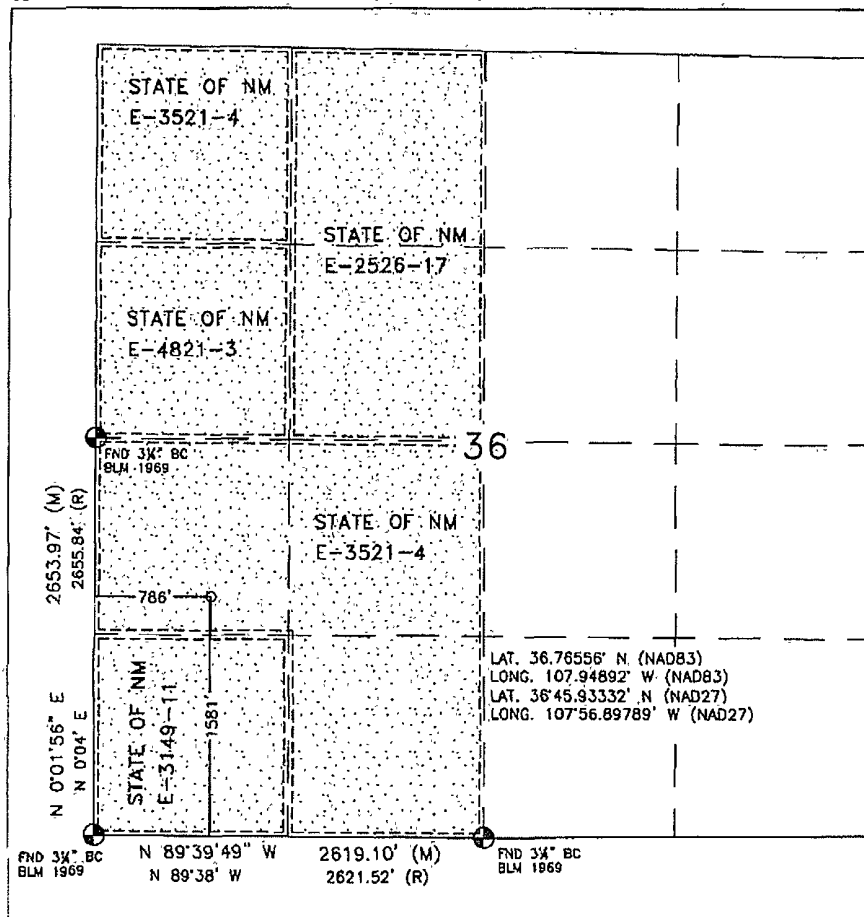 STATE OF NM
E-3521-4
STATE OF NM
E-2526-17
STATE OF NM
E-4821-3
36
FND 3¼" BC
BLM 1969
STATE OF NM
E-3521-4
2653.97' (M)
2655.84' (R)
786'
1581'
LAT. 36.76556' N (NAD83)
LONG. 107.94892' W (NAD83)
LAT. 36°45.93332' N (NAD27)
LONG. 107°56.89789' W (NAD27)
STATE OF NM
E-3149-11
N 0°01'56" E
N 0°04' E
FND 3¼" BC
BLM 1969
N 89°39'49" W
N 89°38' W
2619.10' (M)
2621.52' (R)
FND 3¼" BC
BLM 1969